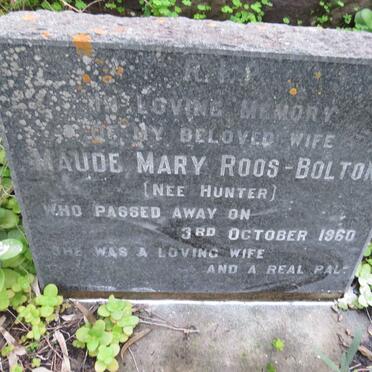 R.I.P.
IN LOVING MEMORY
OF MY BELOVED WIFE
MAUDE MARY ROOS-BOLTON
(NEE HUNTER)
WHO PASSED AWAY ON
3RD OCTOBER 1960
SHE WAS A LOVING WIFE
AND A REAL PAL.